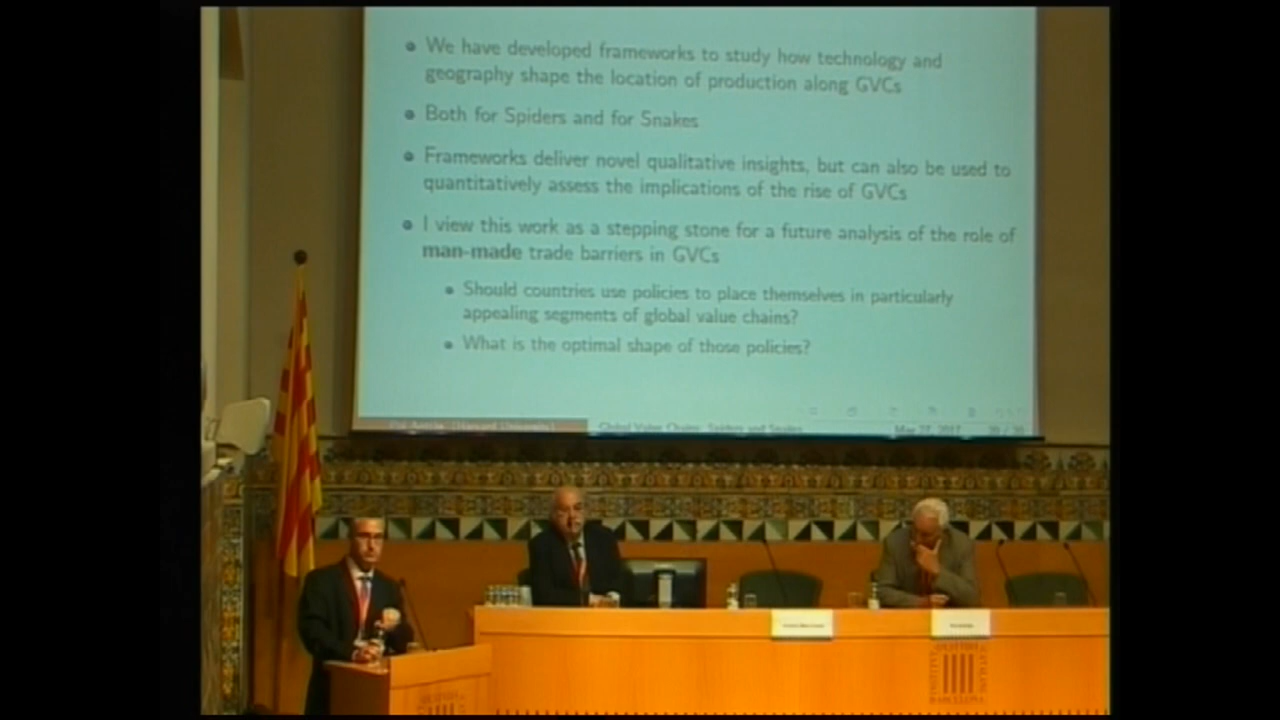 We have developed frameworks to study how technology and
geography shape the location of production along GVCs
Both for Spiders and for Snakes
Frameworks deliver novel qualitative insights, but can also be used to
quantitatively assess the implications of the rise of GVCs
I view this work as a stepping stone for a future analysis of the role of
man-made trade barriers in GVCs
Should countries use policies to place themselves in particularly
appealing segments of global value chains?
What is the optimal shape of those policies?
(Harvard University)
Global Value Chains: Spiders and Snakes